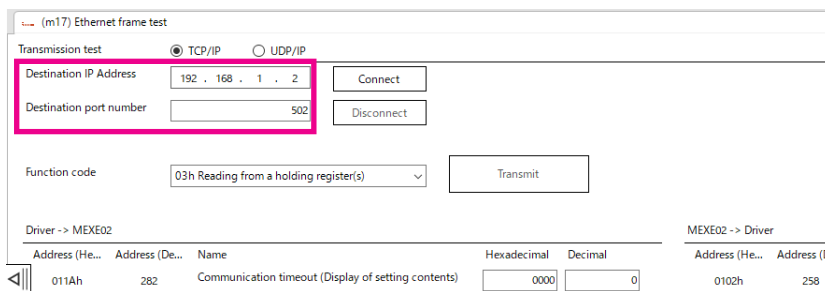 (m17) Ethernet frame test
Transmission test TCP/IP UDP/IP
Destination IP Address 192 . 168 . 1 . 2 Connect
Destination port number 502 Disconnect
Function code 03h Reading from a holding register(s) Transmit
Driver -> MEXE02 MEXE02 -> Driver
Address (He... Address (De... Name Hexadecimal Decimal Address (He... Address (
011Ah 282 Communication timeout (Display of setting contents) 0000 0 0102h 258